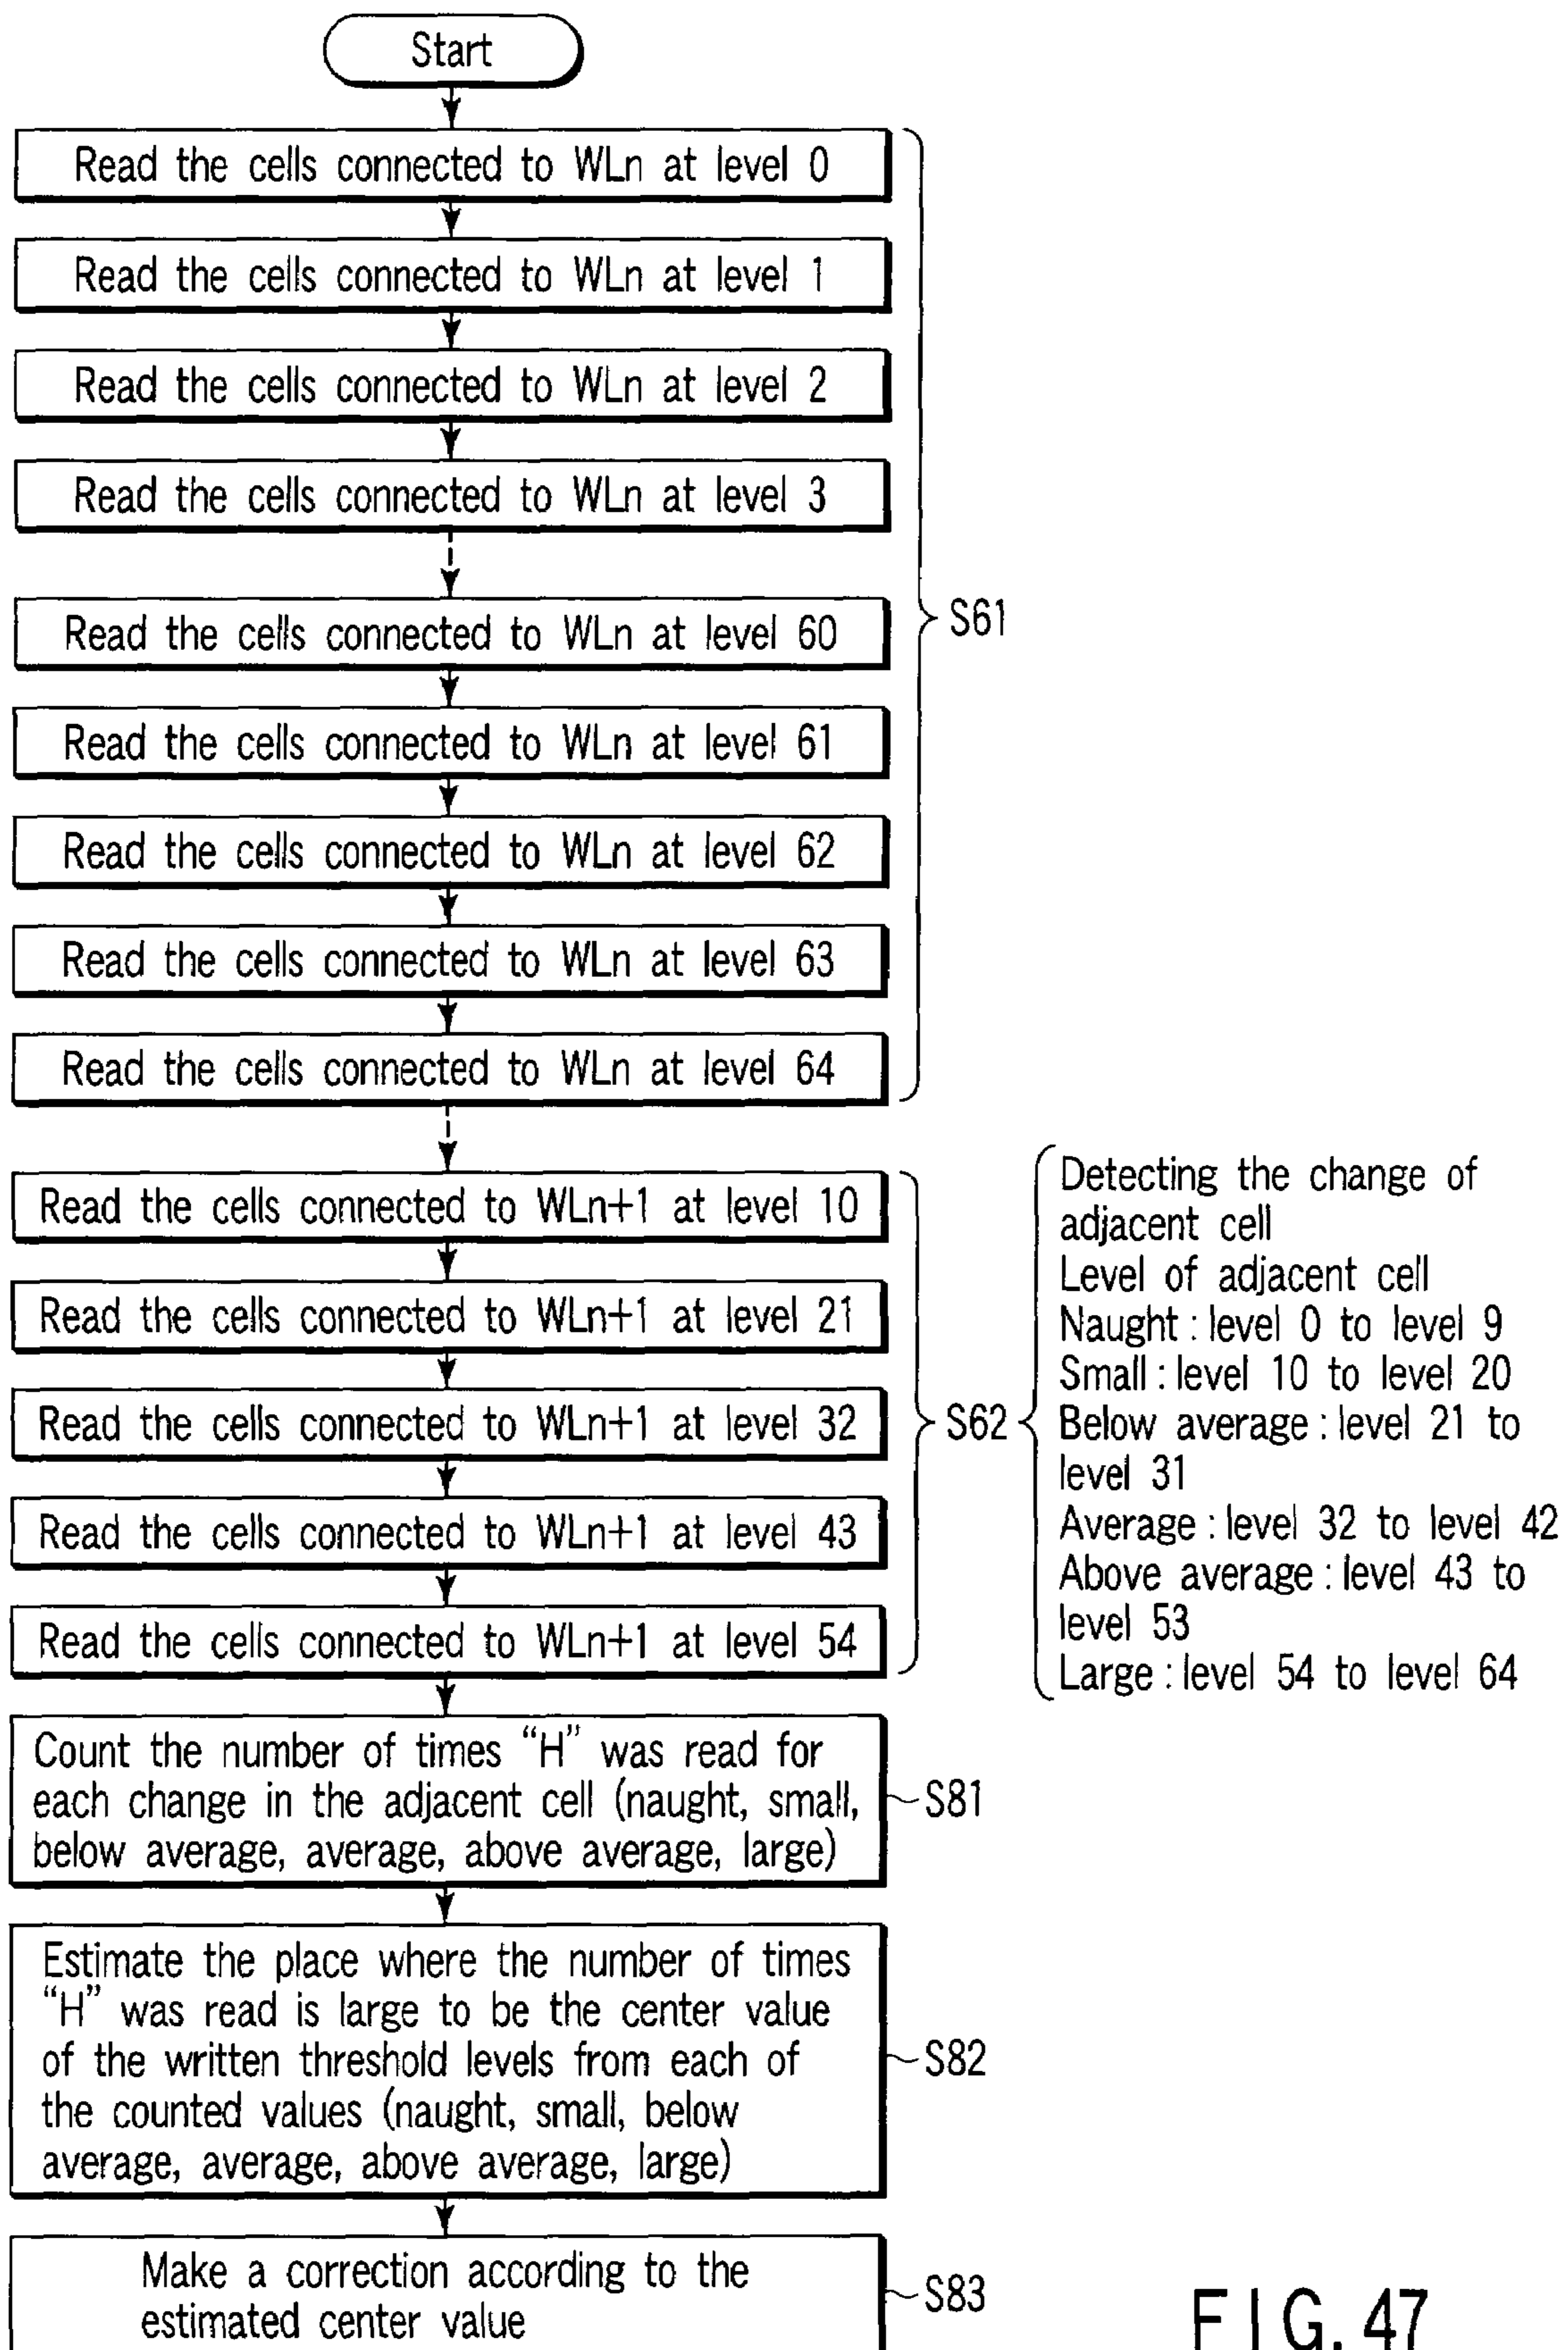 Start
Read the cells connected to WLn at level 0
Read the cells connected to WLn at level 1
Read the cells connected to WLn at level 2
Read the cells connected to WLn at level 3
Read the cells connected to WLn at level 60
Read the cells connected to WLn at level 61
Read the cells connected to WLn at level 62
Read the cells connected to WLn at level 63
Read the cells connected to WLn at level 64
S61
Read the cells connected to WLn+1 at level 10
Read the cells connected to WLn+1 at level 21
Read the cells connected to WLn+1 at level 32
Read the cells connected to WLn+1 at level 43
Read the cells connected to WLn+1 at level 54
S62
Detecting the change of
adjacent cell
Level of adjacent cell
Naught : level 0 to level 9
Small : level 10 to level 20
Below average : level 21 to
level 31
Average : level 32 to level 42
Above average : level 43 to
level 53
Large : level 54 to level 64
Count the number of times “H” was read for
each change in the adjacent cell (naught, small,
below average, average, above average, large)
S81
Estimate the place where the number of times
“H” was read is large to be the center value
of the written threshold levels from each of
the counted values (naught, small, below
average, average, above average, large)
S82
Make a correction according to the
estimated center value
S83
FIG. 47